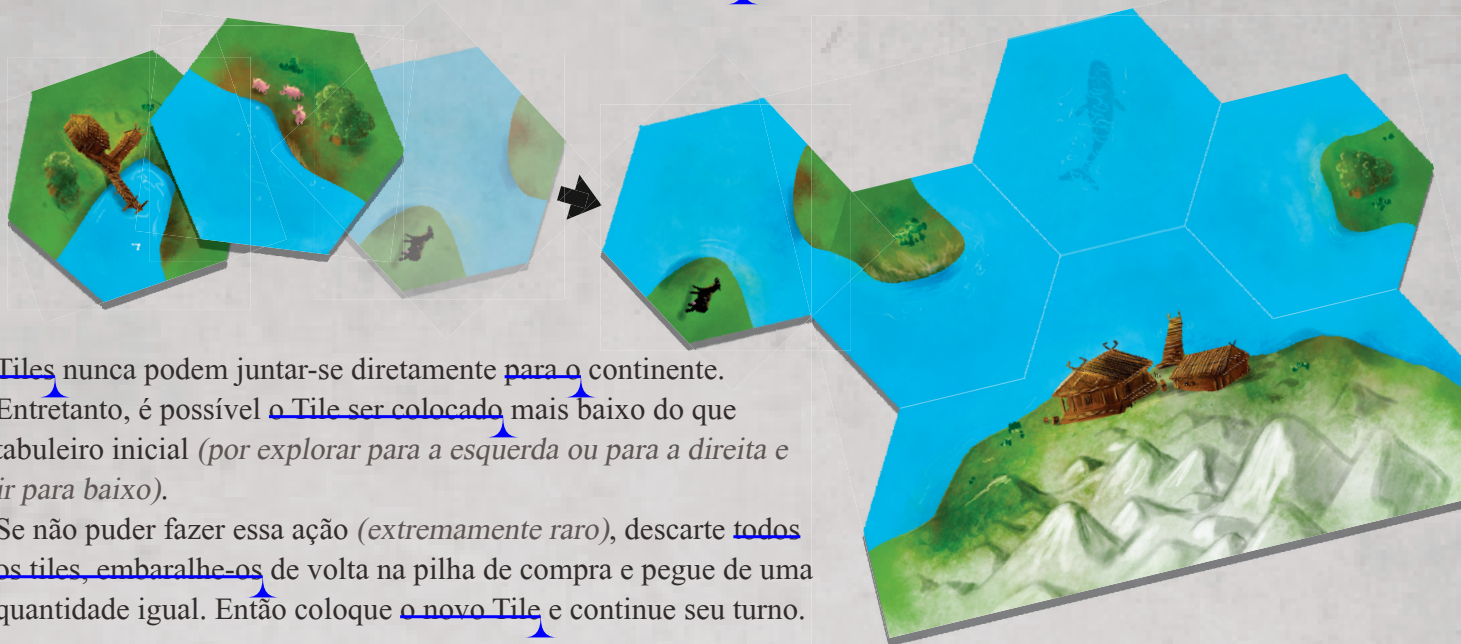 Tiles nunca podem juntar-se diretamente para o continente.
Entretanto, é possível o Tile ser colocado mais baixo do que
tabuleiro inicial (por explorar para a esquerda ou para a direita e
ir para baixo).
Se não puder fazer essa ação (extremamente raro), descarte todos
os tiles, embaralhe-os de volta na pilha de compra e pegue de uma
quantidade igual. Então coloque o novo Tile e continue seu turno.